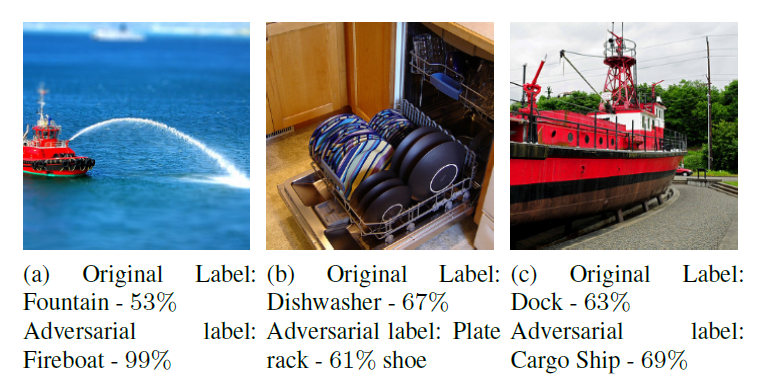 (a) Original Label:
Fountain - 53%
Adversarial label:
Fireboat - 99%
(b) Original Label:
Dishwasher - 67%
Adversarial label: Plate
rack - 61% shoe
(c) Original Label:
Dock - 63%
Adversarial label:
Cargo Ship - 69%